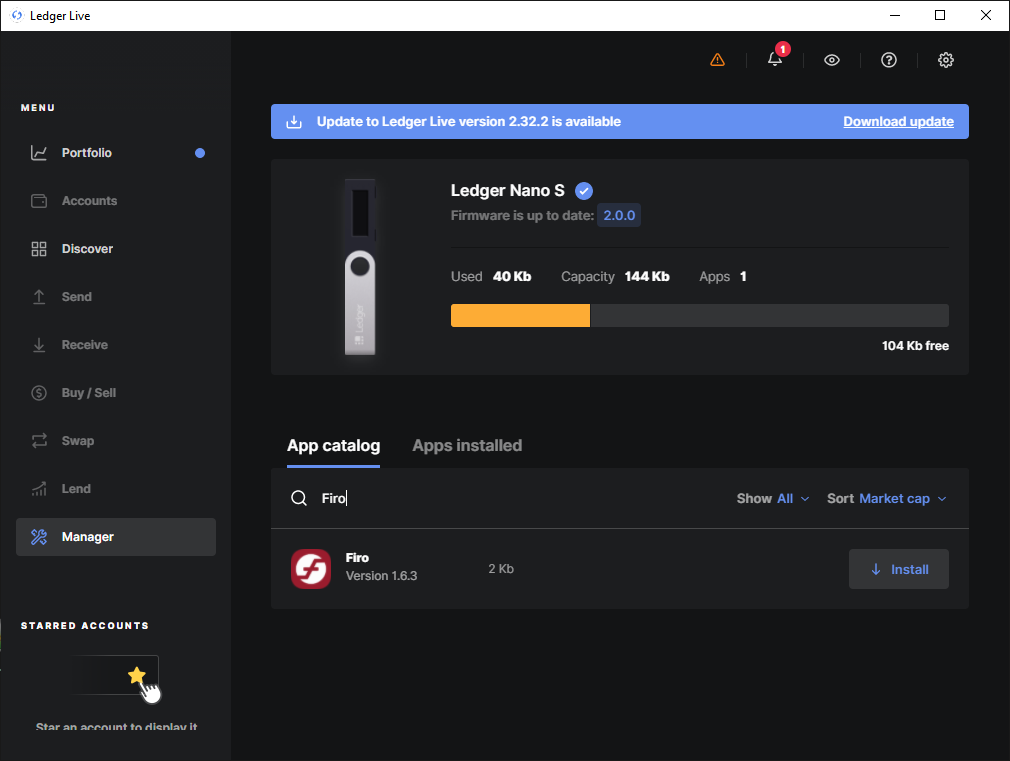 Ledger Live
1
MENU
Portfolio
Accounts
Discover
Send
Receive
Buy / Sell
Swap
Lend
Manager
STARRED ACCOUNTS
Star an account to display it
Update to Ledger Live version 2.32.2 is available
Download update
Ledger
Ledger Nano S
Firmware is up to date: 2.0.0
Used 40 Kb Capacity 144 Kb Apps 1
104 Kb free
App catalog Apps installed
Firo
Show All Sort Market cap
Firo
Version 1.6.3
2 Kb
Install